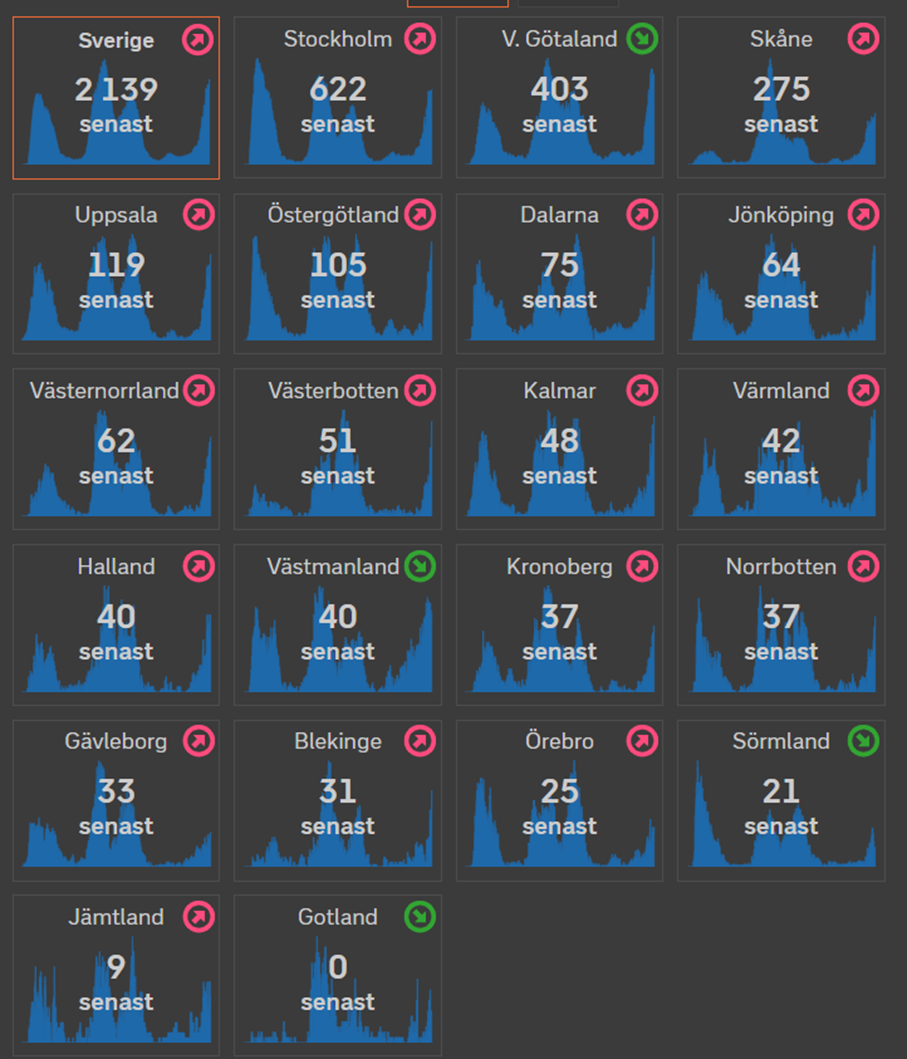 Sverige
2 139
senast
Stockholm
622
senast
V. Götaland
403
senast
Skåne
275
senast
Uppsala
119
senast
Östergötland
105
senast
Dalarna
75
senast
Jönköping
64
senast
Västernorrland
62
senast
Västerbotten
51
senast
Kalmar
48
senast
Värmland
42
senast
Halland
40
senast
Västmanland
40
senast
Kronoberg
37
senast
Norrbotten
37
senast
Gävleborg
33
senast
Blekinge
31
senast
Örebro
25
senast
Sörmland
21
senast
Jämtland
9
senast
Gotland
0
senast